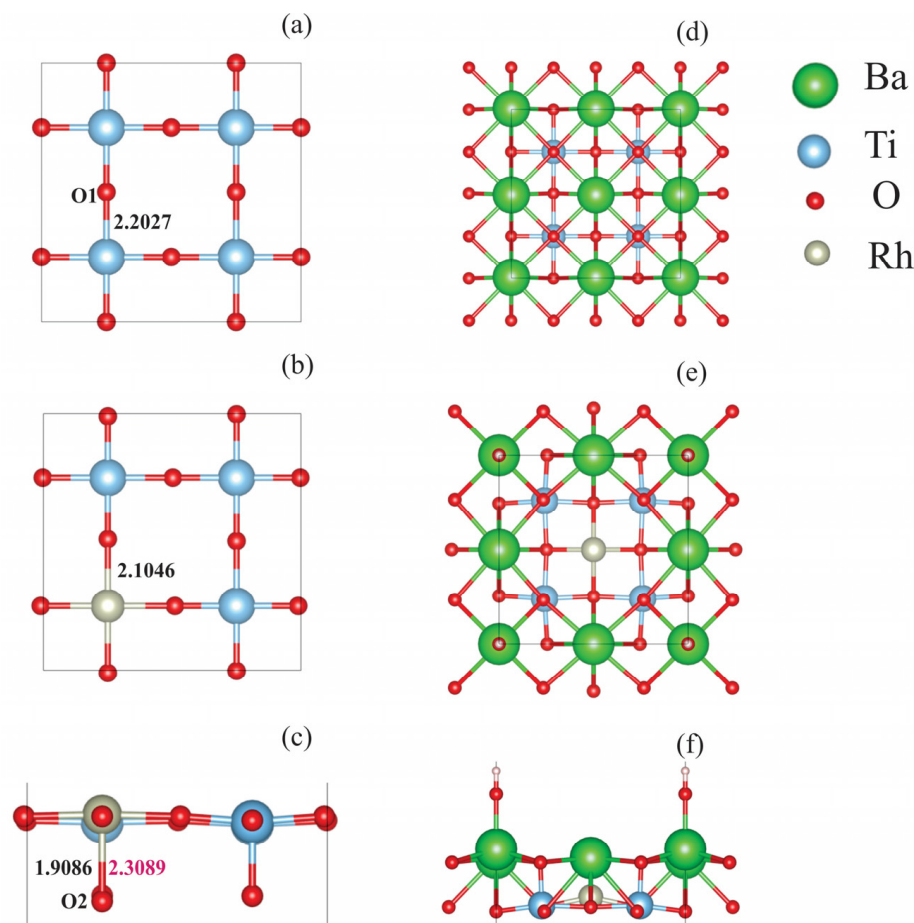 (a)
(d)
Ba
Ti
O
Rh
O1
2.2027
(b)
(e)
2.1046
(c)
(f)
1.9086 2.3089
O2